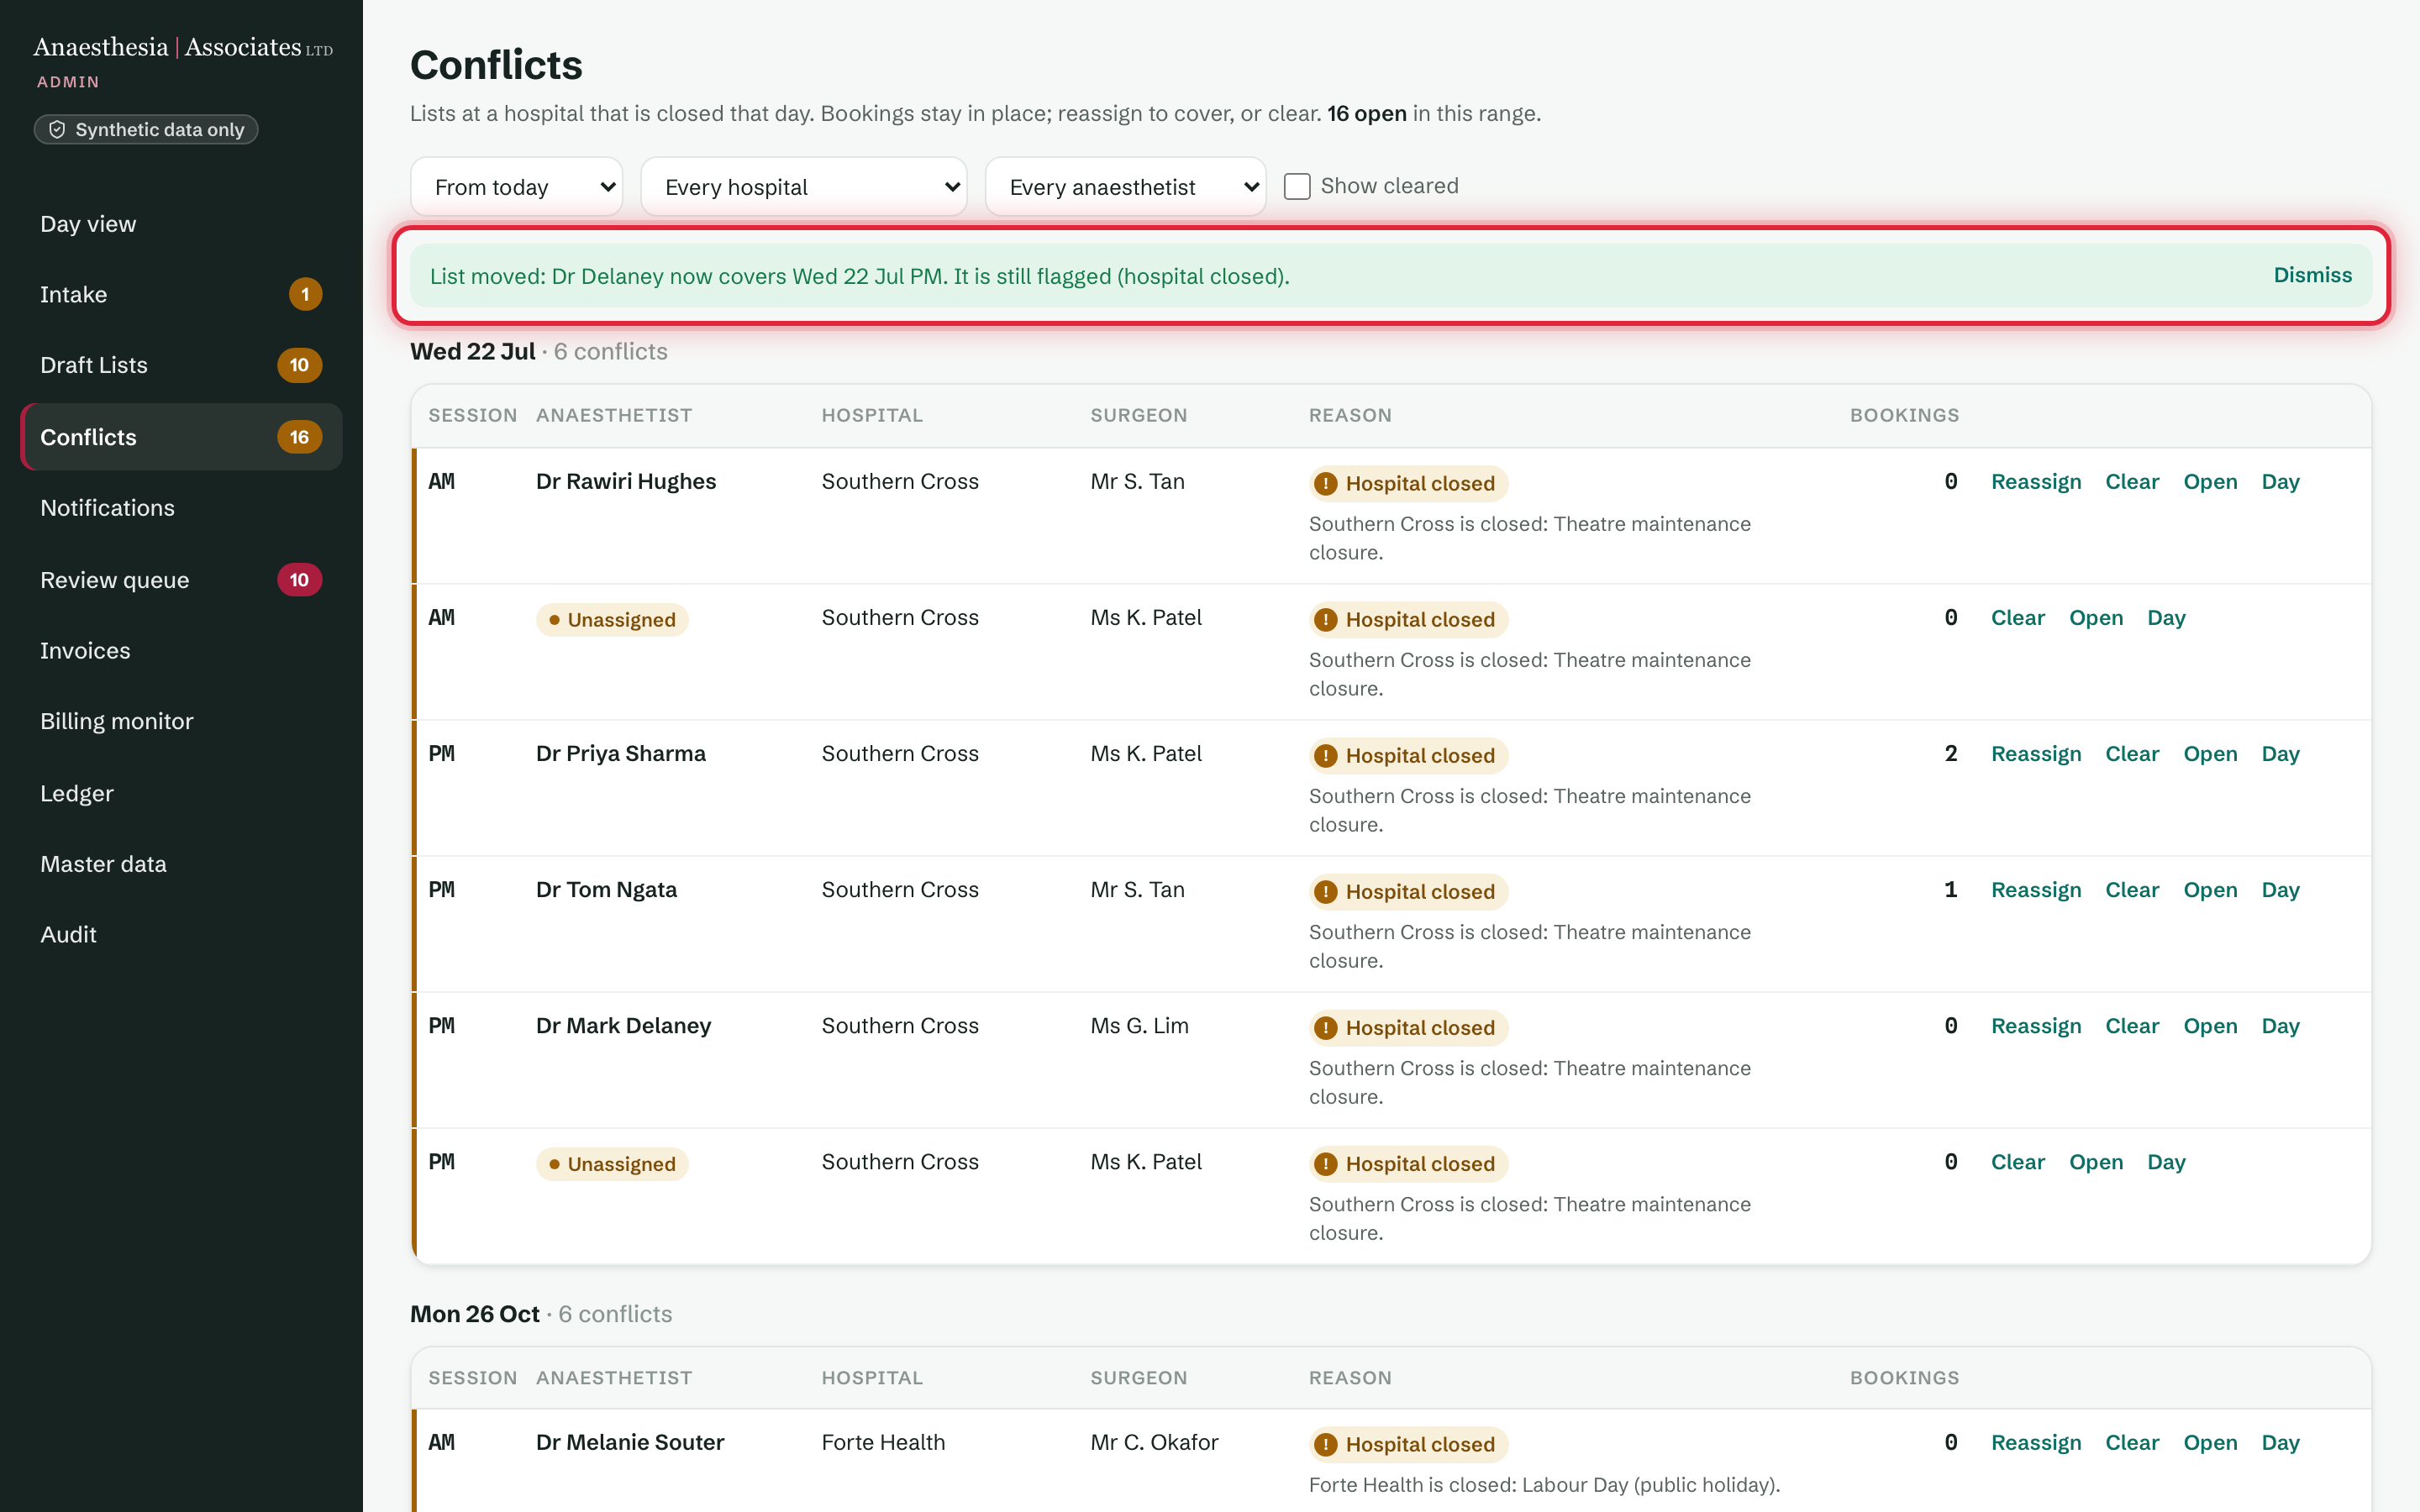 Anaesthesia | Associates LTD
ADMIN
Synthetic data only
Day view
Intake 1
Draft Lists 10
Conflicts 16
Notifications
Review queue 10
Invoices
Billing monitor
Ledger
Master data
Audit
Conflicts
Lists at a hospital that is closed that day. Bookings stay in place; reassign to cover, or clear. 16 open in this range.
From today Every hospital Every anaesthetist Show cleared
List moved: Dr Delaney now covers Wed 22 Jul PM. It is still flagged (hospital closed). Dismiss
Wed 22 Jul · 6 conflicts
SESSION ANAESTHETIST HOSPITAL SURGEON REASON BOOKINGS
AM Dr Rawiri Hughes Southern Cross Mr S. Tan ! Hospital closed 0 Reassign Clear Open Day
Southern Cross is closed: Theatre maintenance
closure.
AM Unassigned Southern Cross Ms K. Patel ! Hospital closed 0 Clear Open Day
Southern Cross is closed: Theatre maintenance
closure.
PM Dr Priya Sharma Southern Cross Ms K. Patel ! Hospital closed 2 Reassign Clear Open Day
Southern Cross is closed: Theatre maintenance
closure.
PM Dr Tom Ngata Southern Cross Mr S. Tan ! Hospital closed 1 Reassign Clear Open Day
Southern Cross is closed: Theatre maintenance
closure.
PM Dr Mark Delaney Southern Cross Ms G. Lim ! Hospital closed 0 Reassign Clear Open Day
Southern Cross is closed: Theatre maintenance
closure.
PM Unassigned Southern Cross Ms K. Patel ! Hospital closed 0 Clear Open Day
Southern Cross is closed: Theatre maintenance
closure.
Mon 26 Oct · 6 conflicts
SESSION ANAESTHETIST HOSPITAL SURGEON REASON BOOKINGS
AM Dr Melanie Souter Forte Health Mr C. Okafor ! Hospital closed 0 Reassign Clear Open Day
Forte Health is closed: Labour Day (public holiday).